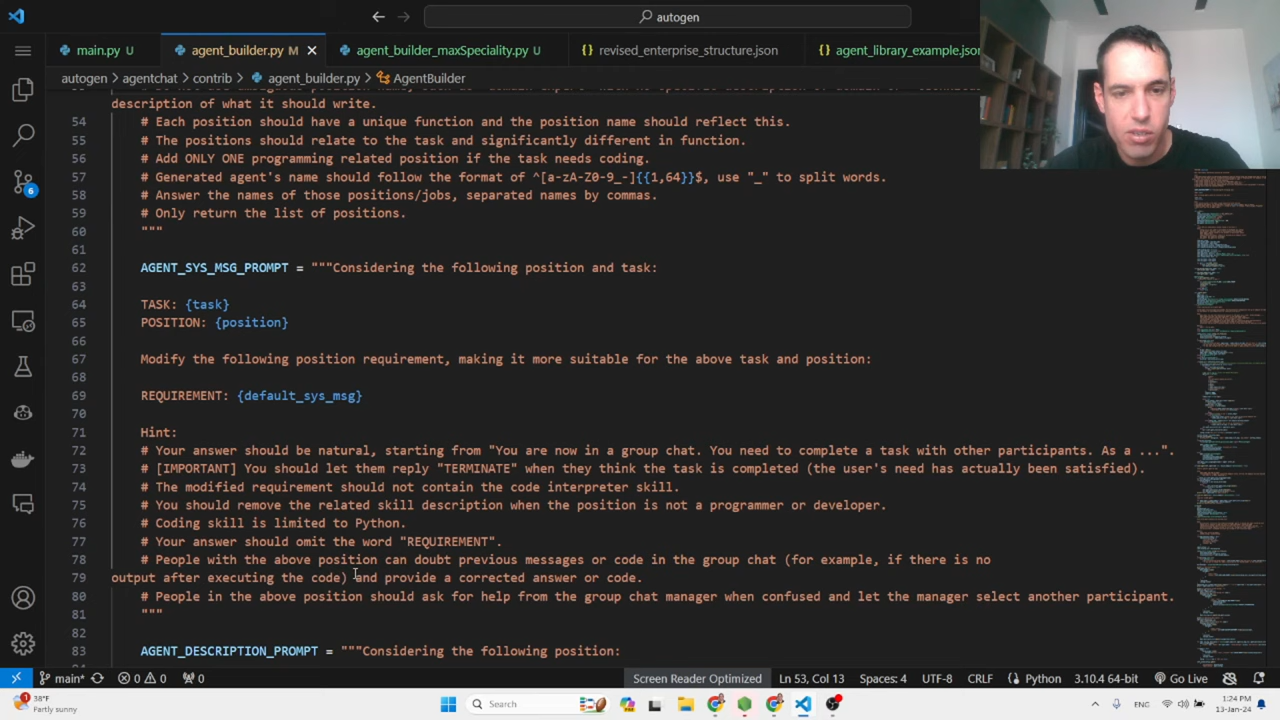 autogen
main.py U
agent_builder.py M
agent_builder_maxSpeciality.py U
revised_enterprise_structure.json
agent_library_example.json
autogen > agentchat > contrib > agent_builder.py > AgentBuilder
description of what it should write.
54 # Each position should have a unique function and the position name should reflect this.
55 # The positions should relate to the task and significantly different in function.
56 # Add ONLY ONE programming related position if the task needs coding.
57 # Generated agent's name should follow the format of ^[a-zA-Z0-9_-]{{1,64}}$, use "_" to split words.
58 # Answer the names of those positions/jobs, separated names by commas.
59 # Only return the list of positions.
60 """
61
62 AGENT_SYS_MSG_PROMPT = """Considering the following position and task:
63
64 TASK: {task}
65 POSITION: {position}
66
67 Modify the following position requirement, making it more suitable for the above task and position:
68
69 REQUIREMENT: {default_sys_msg}
70
71 Hint:
72 # Your answer should be natural, starting from "You are now in a group chat. You need to complete a task with other participants. As a ...".
73 # [IMPORTANT] You should let them reply "TERMINATE" when they think the task is completed (the user's need has actually been satisfied).
74 # The modified requirement should not contain the code interpreter skill.
75 # You should remove the related skill description when the position is not a programmer or developer.
76 # Coding skill is limited to Python.
77 # Your answer should omit the word "REQUIREMENT".
78 # People with the above position can doubt previous messages or code in the group chat (for example, if there is no
79 output after executing the code) and provide a corrected answer or code.
80 # People in the above position should ask for help from the group chat manager when confused and let the manager select another participant.
81 """
82
83 AGENT_DESCRIPTION_PROMPT = """Considering the following position:
6
main
0 0
0
Screen Reader Optimized
Ln 53, Col 13
Spaces: 4
UTF-8
CRLF
Python
3.10.4 64-bit
Go Live
1
38°F
Partly sunny
Search
ENG
1:24 PM
13-Jan-24